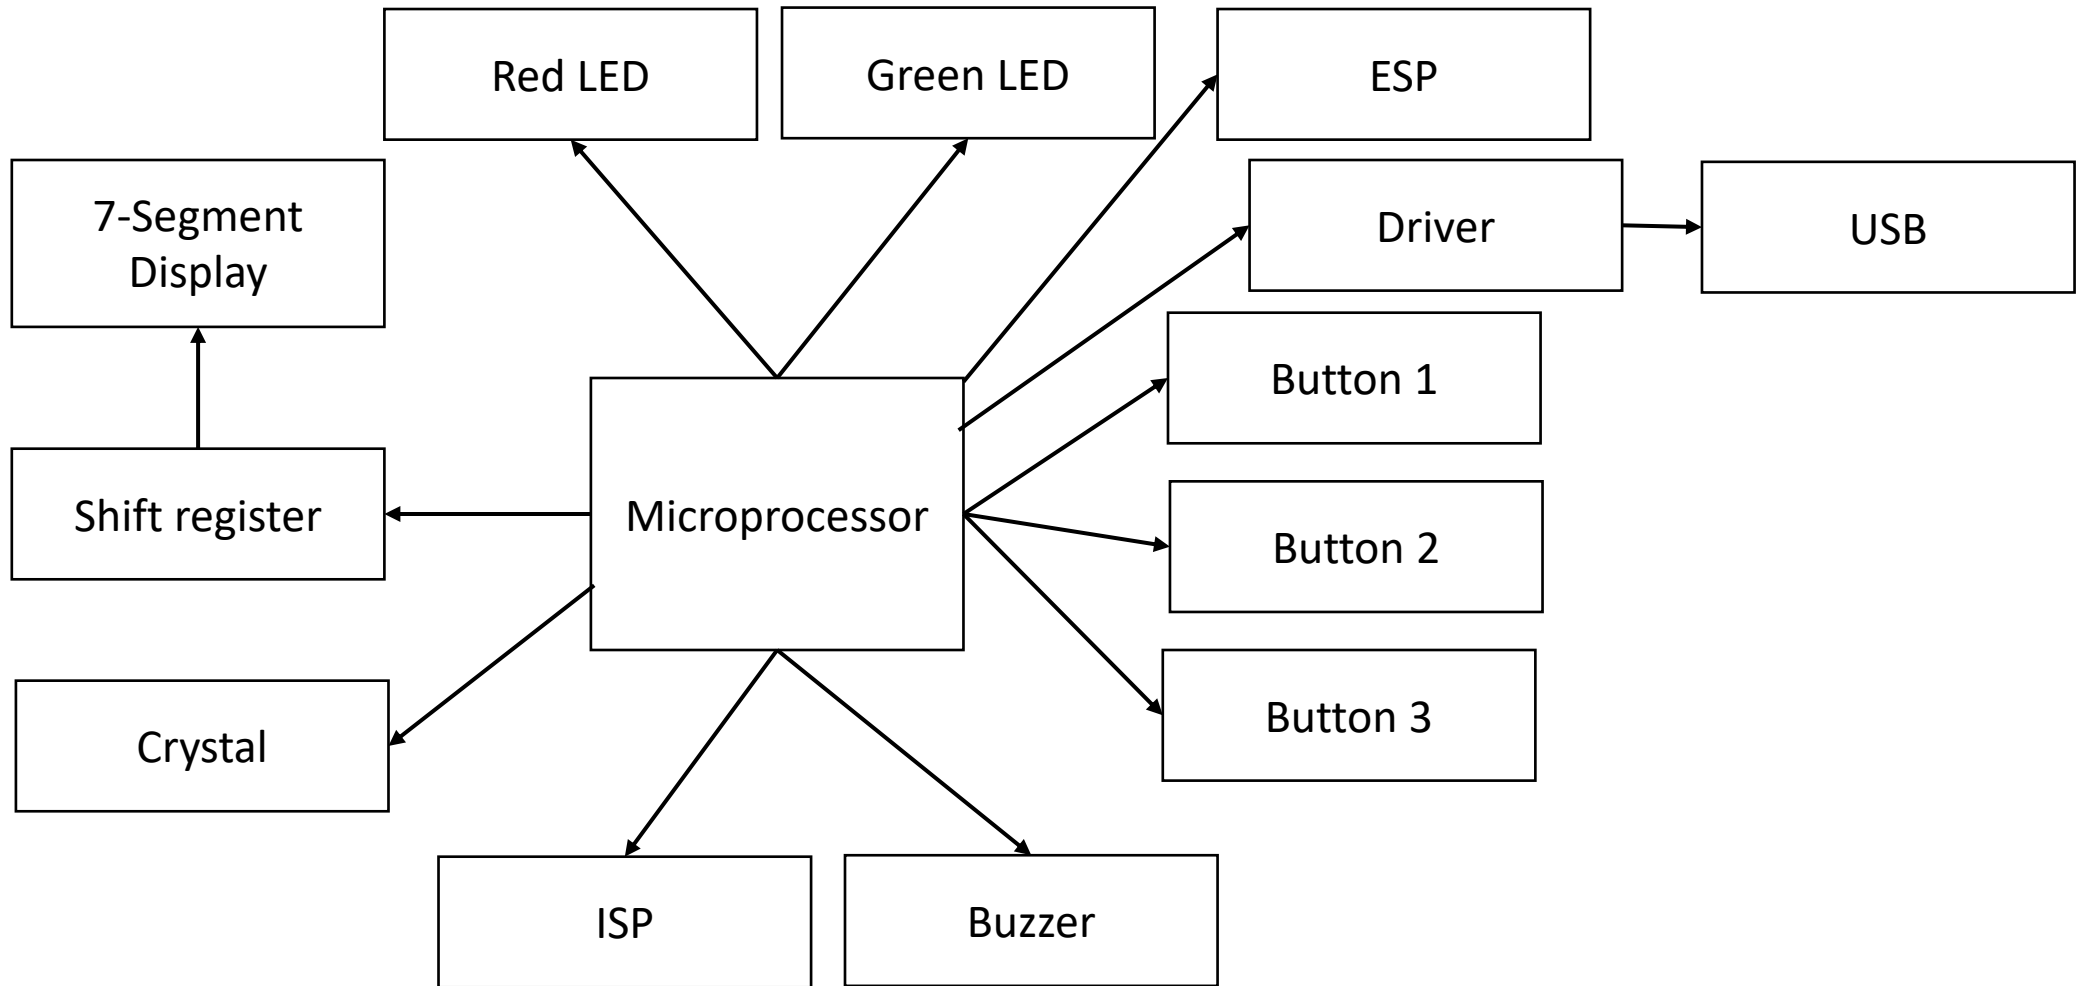 Red LED
Green LED
ESP
7-Segment
Display
Driver
USB
Button 1
Shift register
Microprocessor
Button 2
Crystal
Button 3
ISP
Buzzer